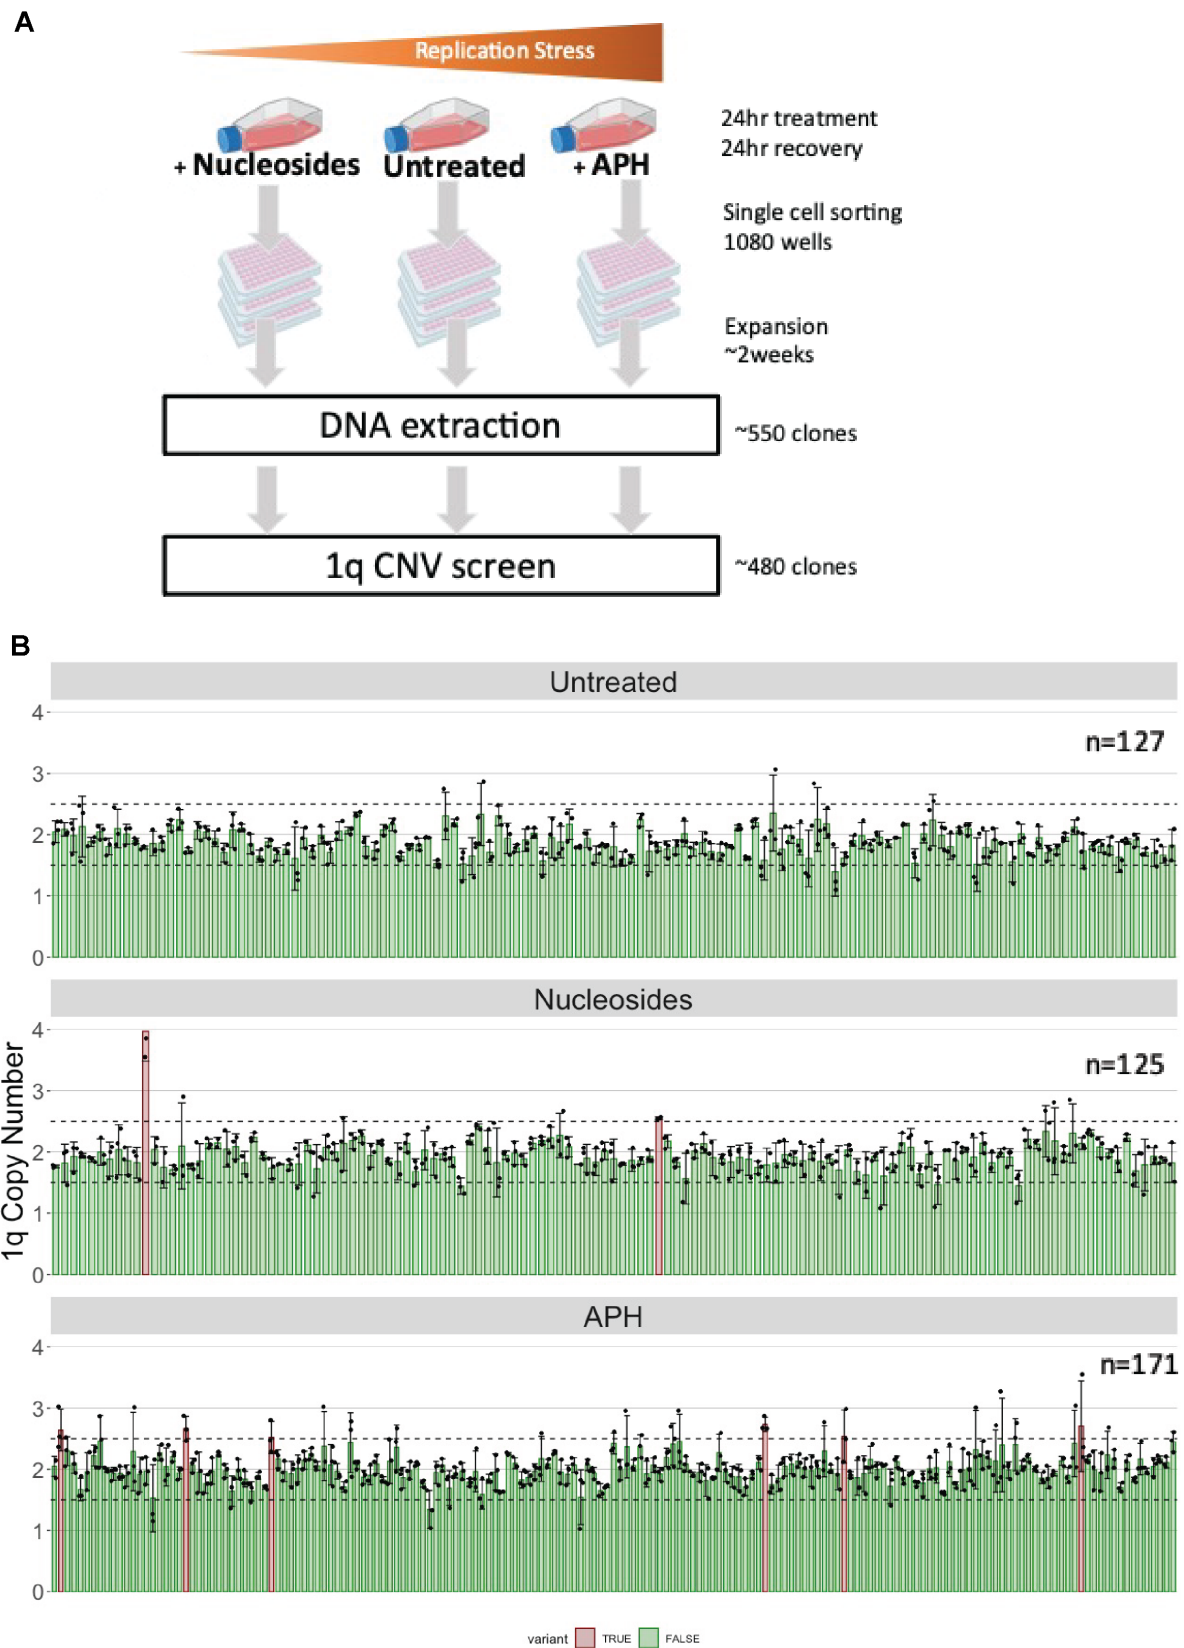 A
Replication Stress
+ Nucleosides
Untreated
+ APH
24hr treatment
24hr recovery
Single cell sorting
1080 wells
Expansion
~2weeks
DNA extraction
~550 clones
1q CNV screen
~480 clones
B
Untreated
n=127
4
3
2
1
0
Nucleosides
n=125
4
3
2
1
0
1q Copy Number
APH
n=171
4
3
2
1
0
variant TRUE FALSE